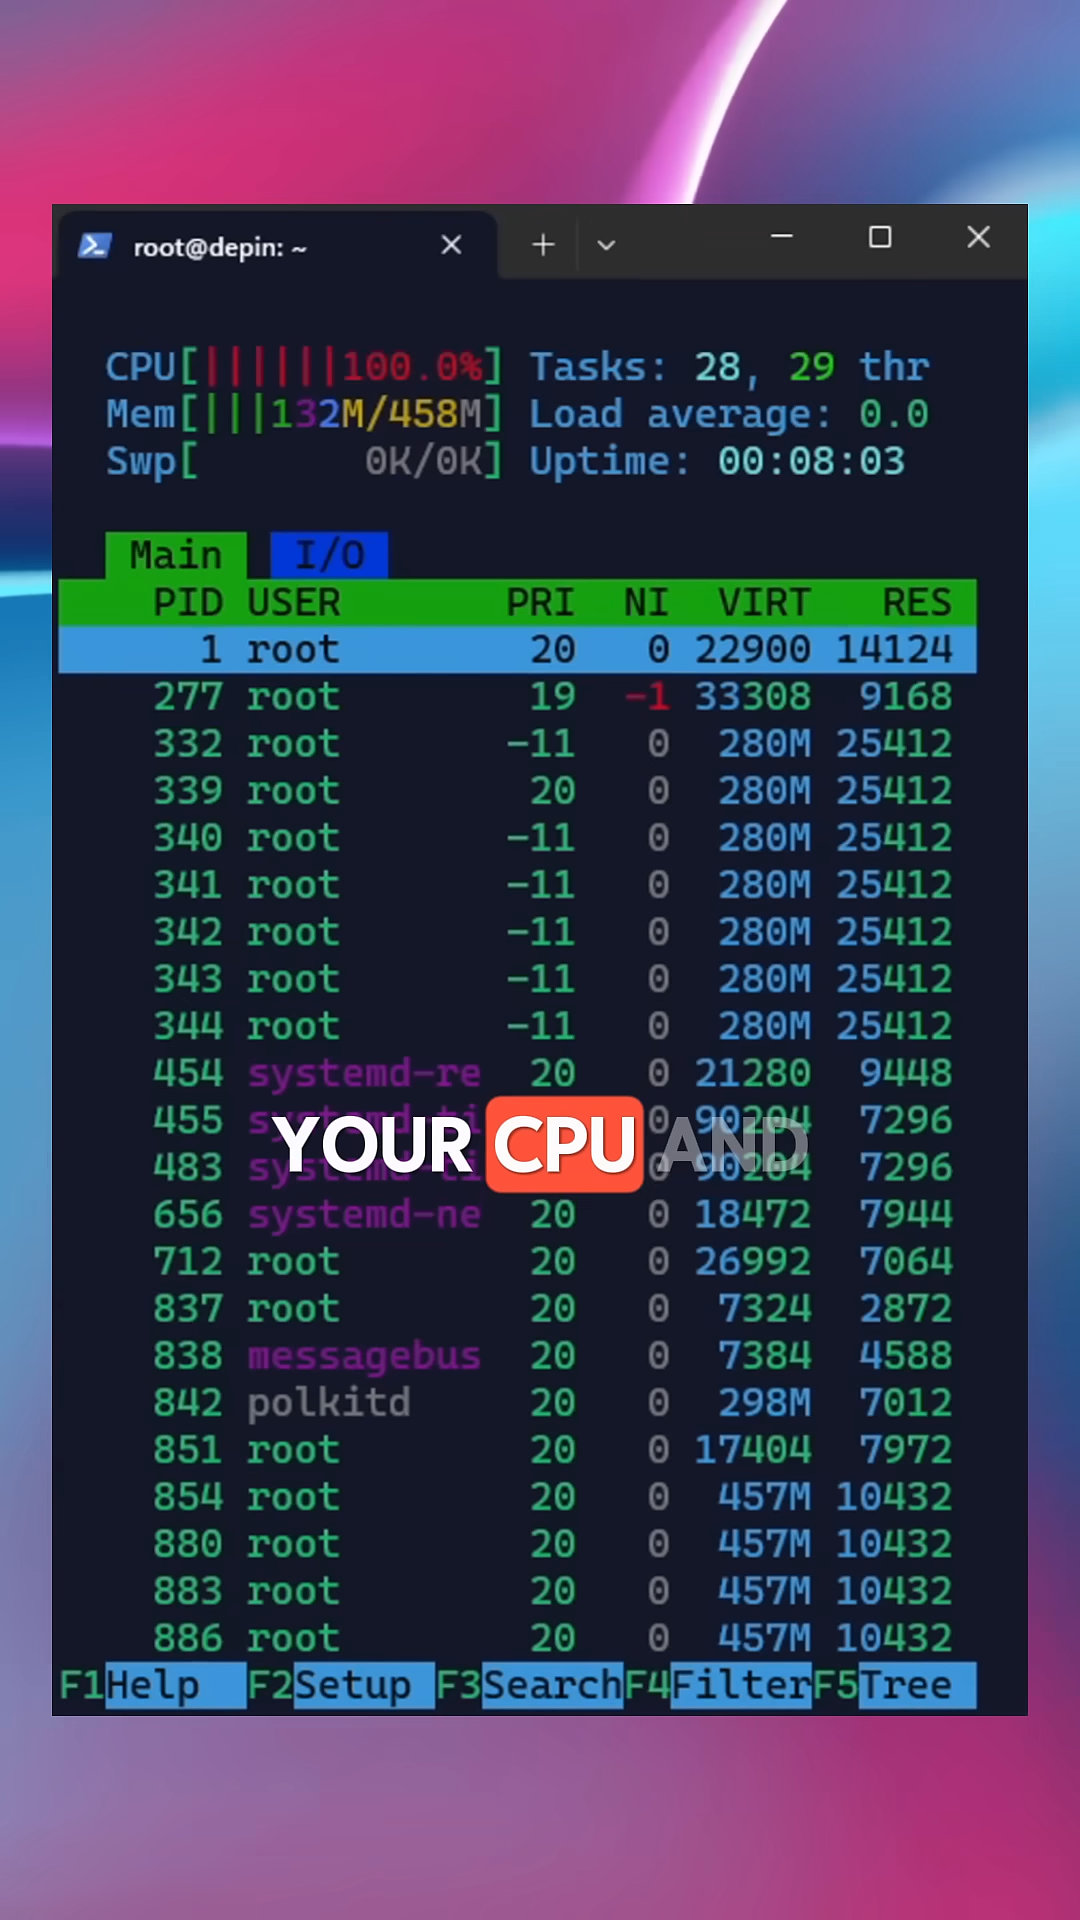 root@depin: ~
CPU[||||||100.0%] Tasks: 28, 29 thr
Mem[|||132M/458M] Load average: 0.0
Swp[ 0K/0K] Uptime: 00:08:03
Main I/O
PID USER PRI NI VIRT RES
1 root 20 0 22900 14124
277 root 19 -1 33308 9168
332 root -11 0 280M 25412
339 root 20 0 280M 25412
340 root -11 0 280M 25412
341 root -11 0 280M 25412
342 root -11 0 280M 25412
343 root -11 0 280M 25412
344 root -11 0 280M 25412
454 systemd-re 20 0 21280 9448
455 0 90204 7296
YOUR CPU AND
483 0 90204 7296
656 systemd-ne 20 0 18472 7944
712 root 20 0 26992 7064
837 root 20 0 7324 2872
838 messagebus 20 0 7384 4588
842 polkitd 20 0 298M 7012
851 root 20 0 17404 7972
854 root 20 0 457M 10432
880 root 20 0 457M 10432
883 root 20 0 457M 10432
886 root 20 0 457M 10432
F1Help F2Setup F3SearchF4FilterF5Tree